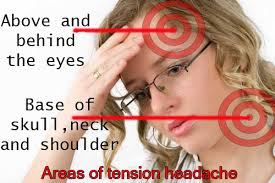 Above and
behind
the eyes
Base of
skull,neck
and shoulder
Areas of tension headache